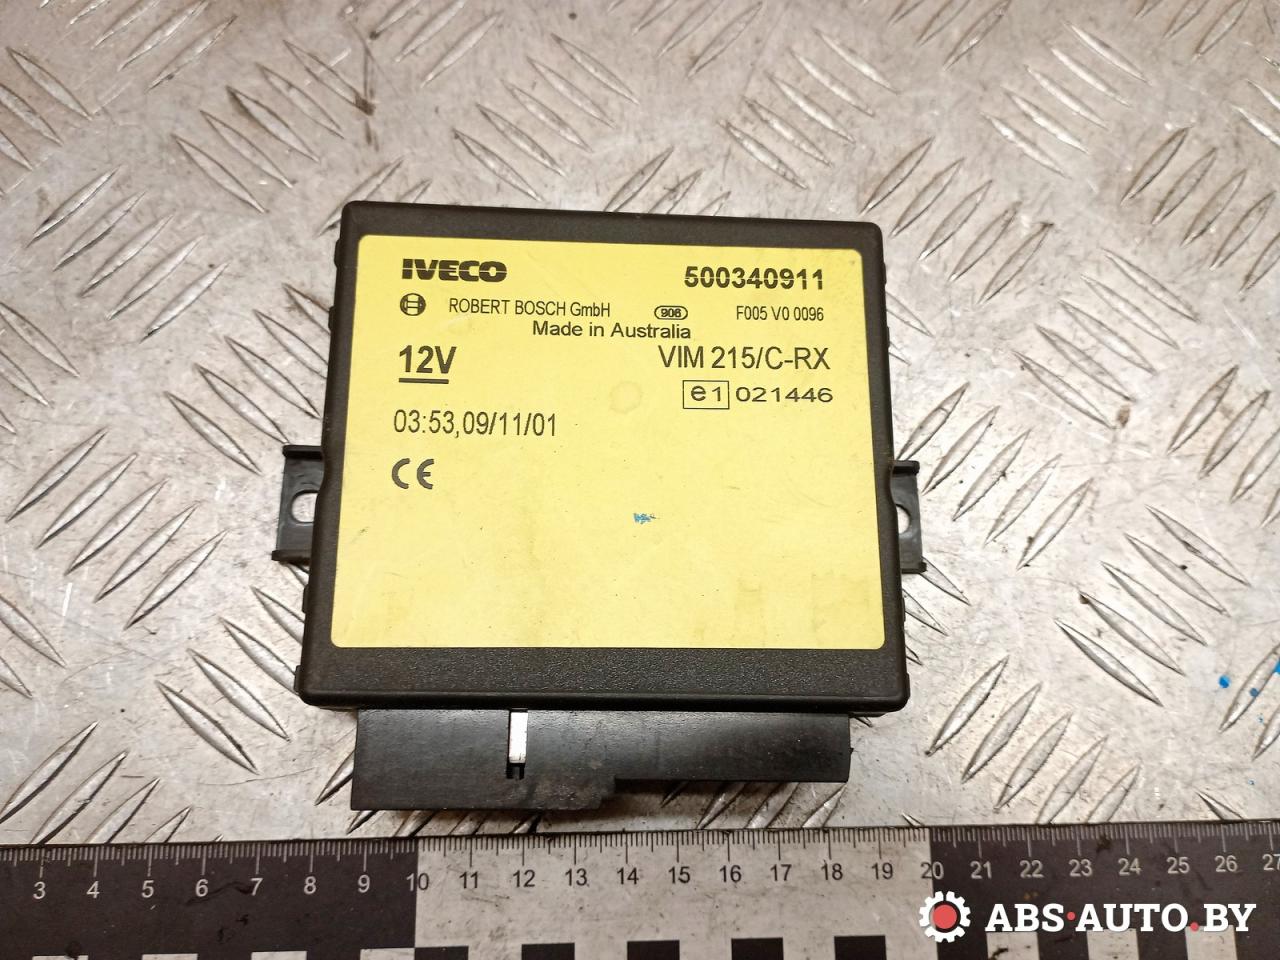 IVECO 500340911
ROBERT BOSCH GmbH 906 F005 V0 0096
Made in Australia
12V VIM 215/C-RX
e1 021446
03:53,09/11/01
CE
3 4 5 6 7 8 9 10 11 12 13 14 15 16 17 18 19 20 21 22 23 24 25 26 27
ABS-AUTO.BY